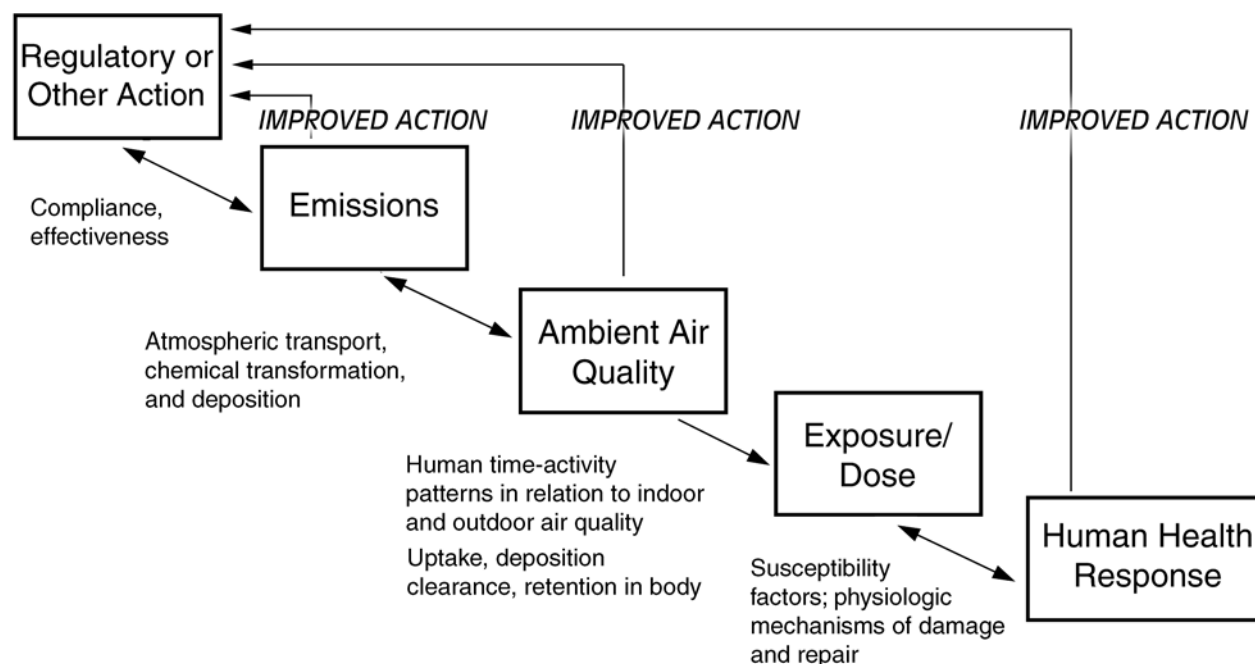 Regulatory or
Other Action
IMPROVED ACTION
IMPROVED ACTION
IMPROVED ACTION
Emissions
Compliance,
effectiveness
Ambient Air
Quality
Atmospheric transport,
chemical transformation,
and deposition
Exposure/
Dose
Human time-activity
patterns in relation to indoor
and outdoor air quality
Uptake, deposition
clearance, retention in body
Human Health
Response
Susceptibility
factors; physiologic
mechanisms of damage
and repair